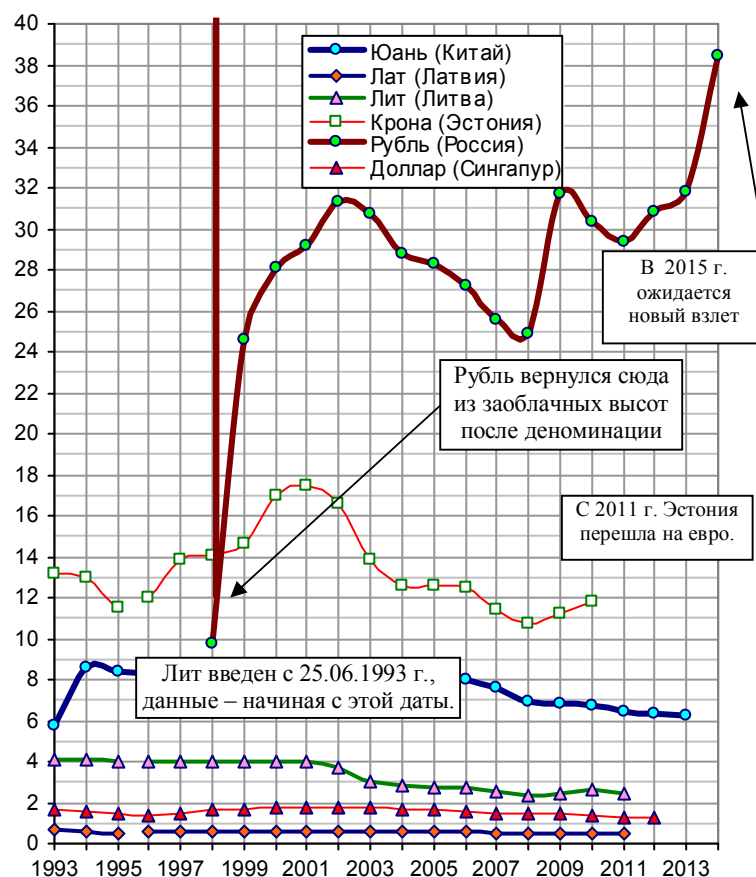 40
38
36
34
32
30
28
26
24
22
20
18
16
14
12
10
8
6
4
2
0
Юань (Китай)
Лат (Латвия)
Лит (Литва)
Крона (Эстония)
Рубль (Россия)
Доллар (Сингапур)
В 2015 г.
ожидается
новый взлет
Рубль вернулся сюда
из заоблачных высот
после деноминации
С 2011 г. Эстония
перешла на евро.
Лит введен с 25.06.1993 г.,
данные – начиная с этой даты.
1993 1995 1997 1999 2001 2003 2005 2007 2009 2011 2013